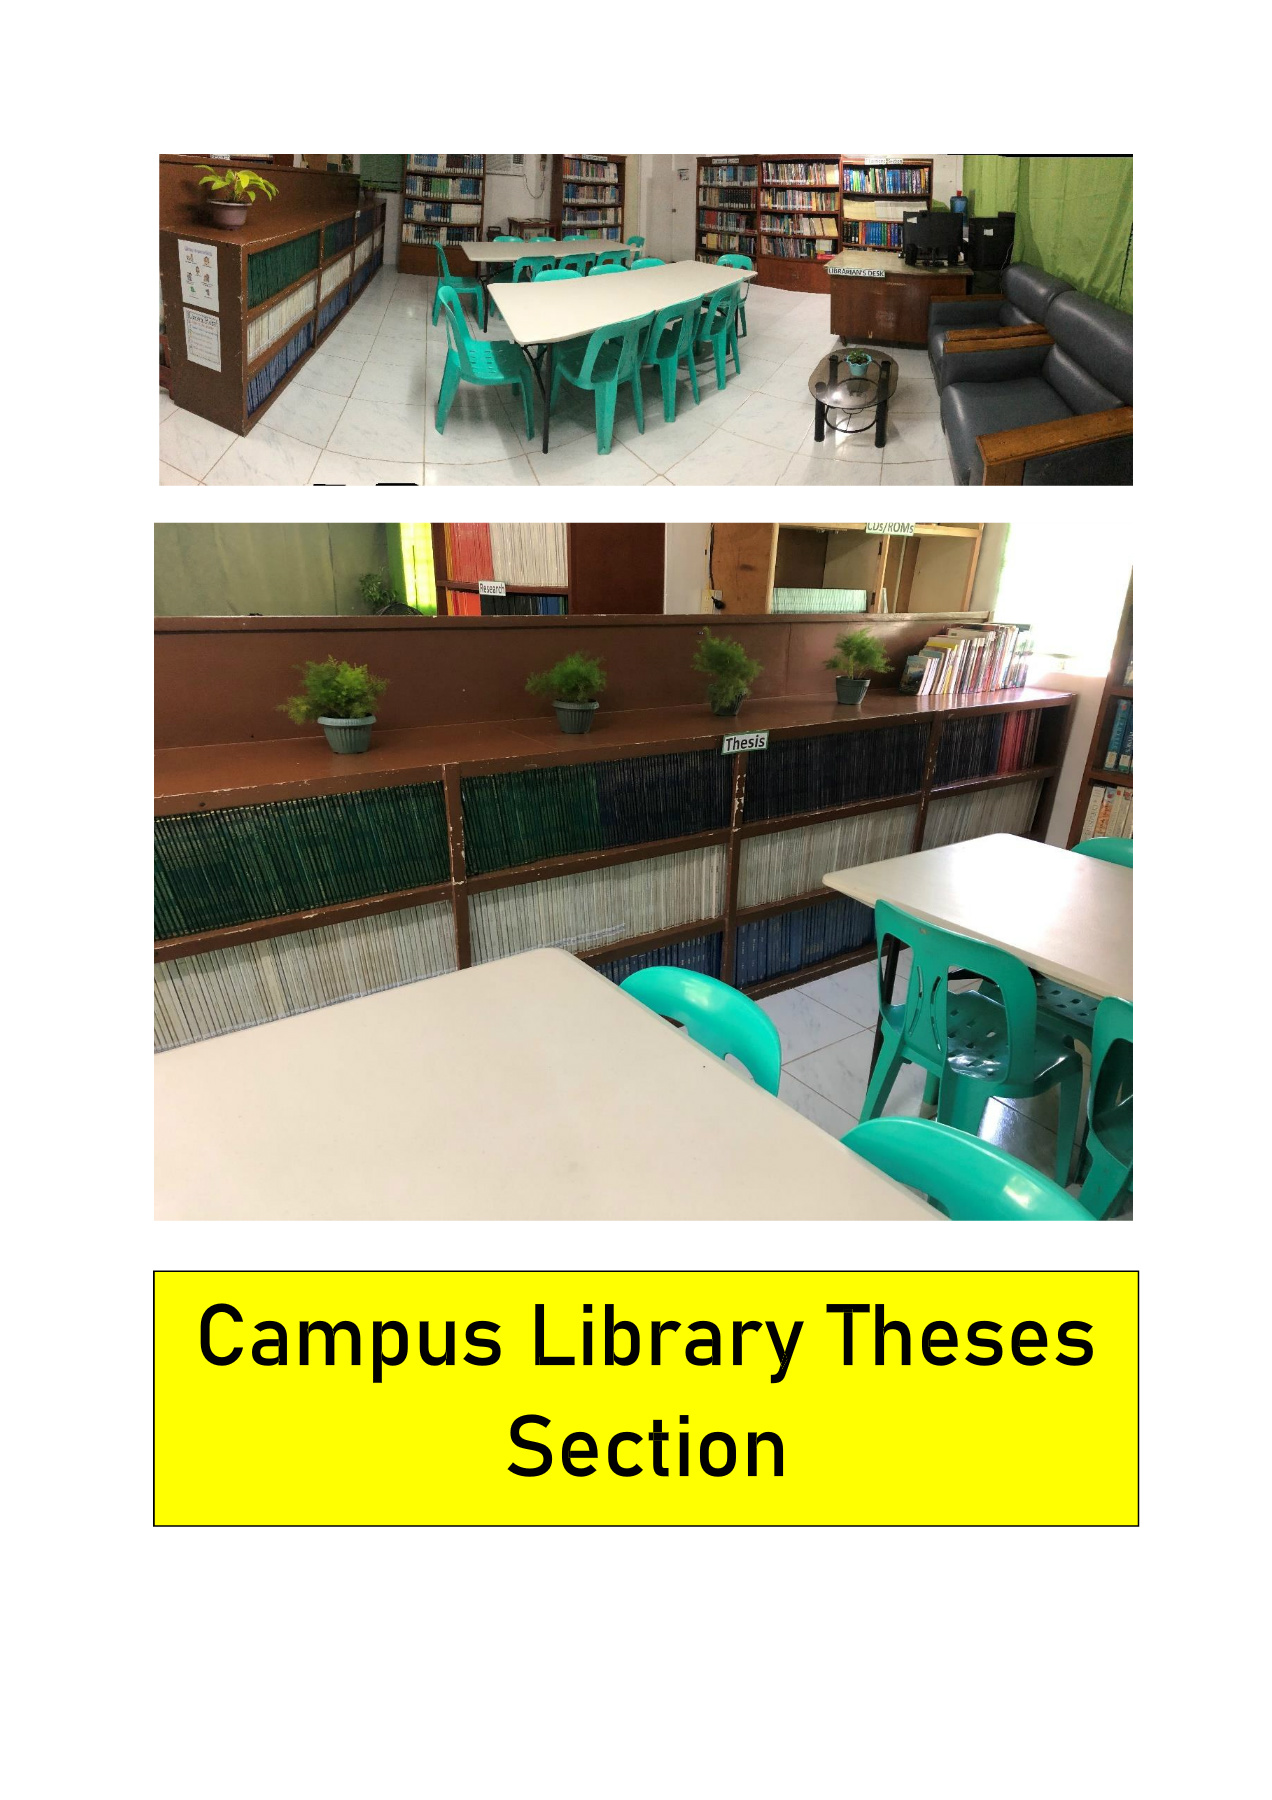 LIBRARIAN'S DESK
CDs/ROMs
Research
Thesis
Campus Library Theses
Section